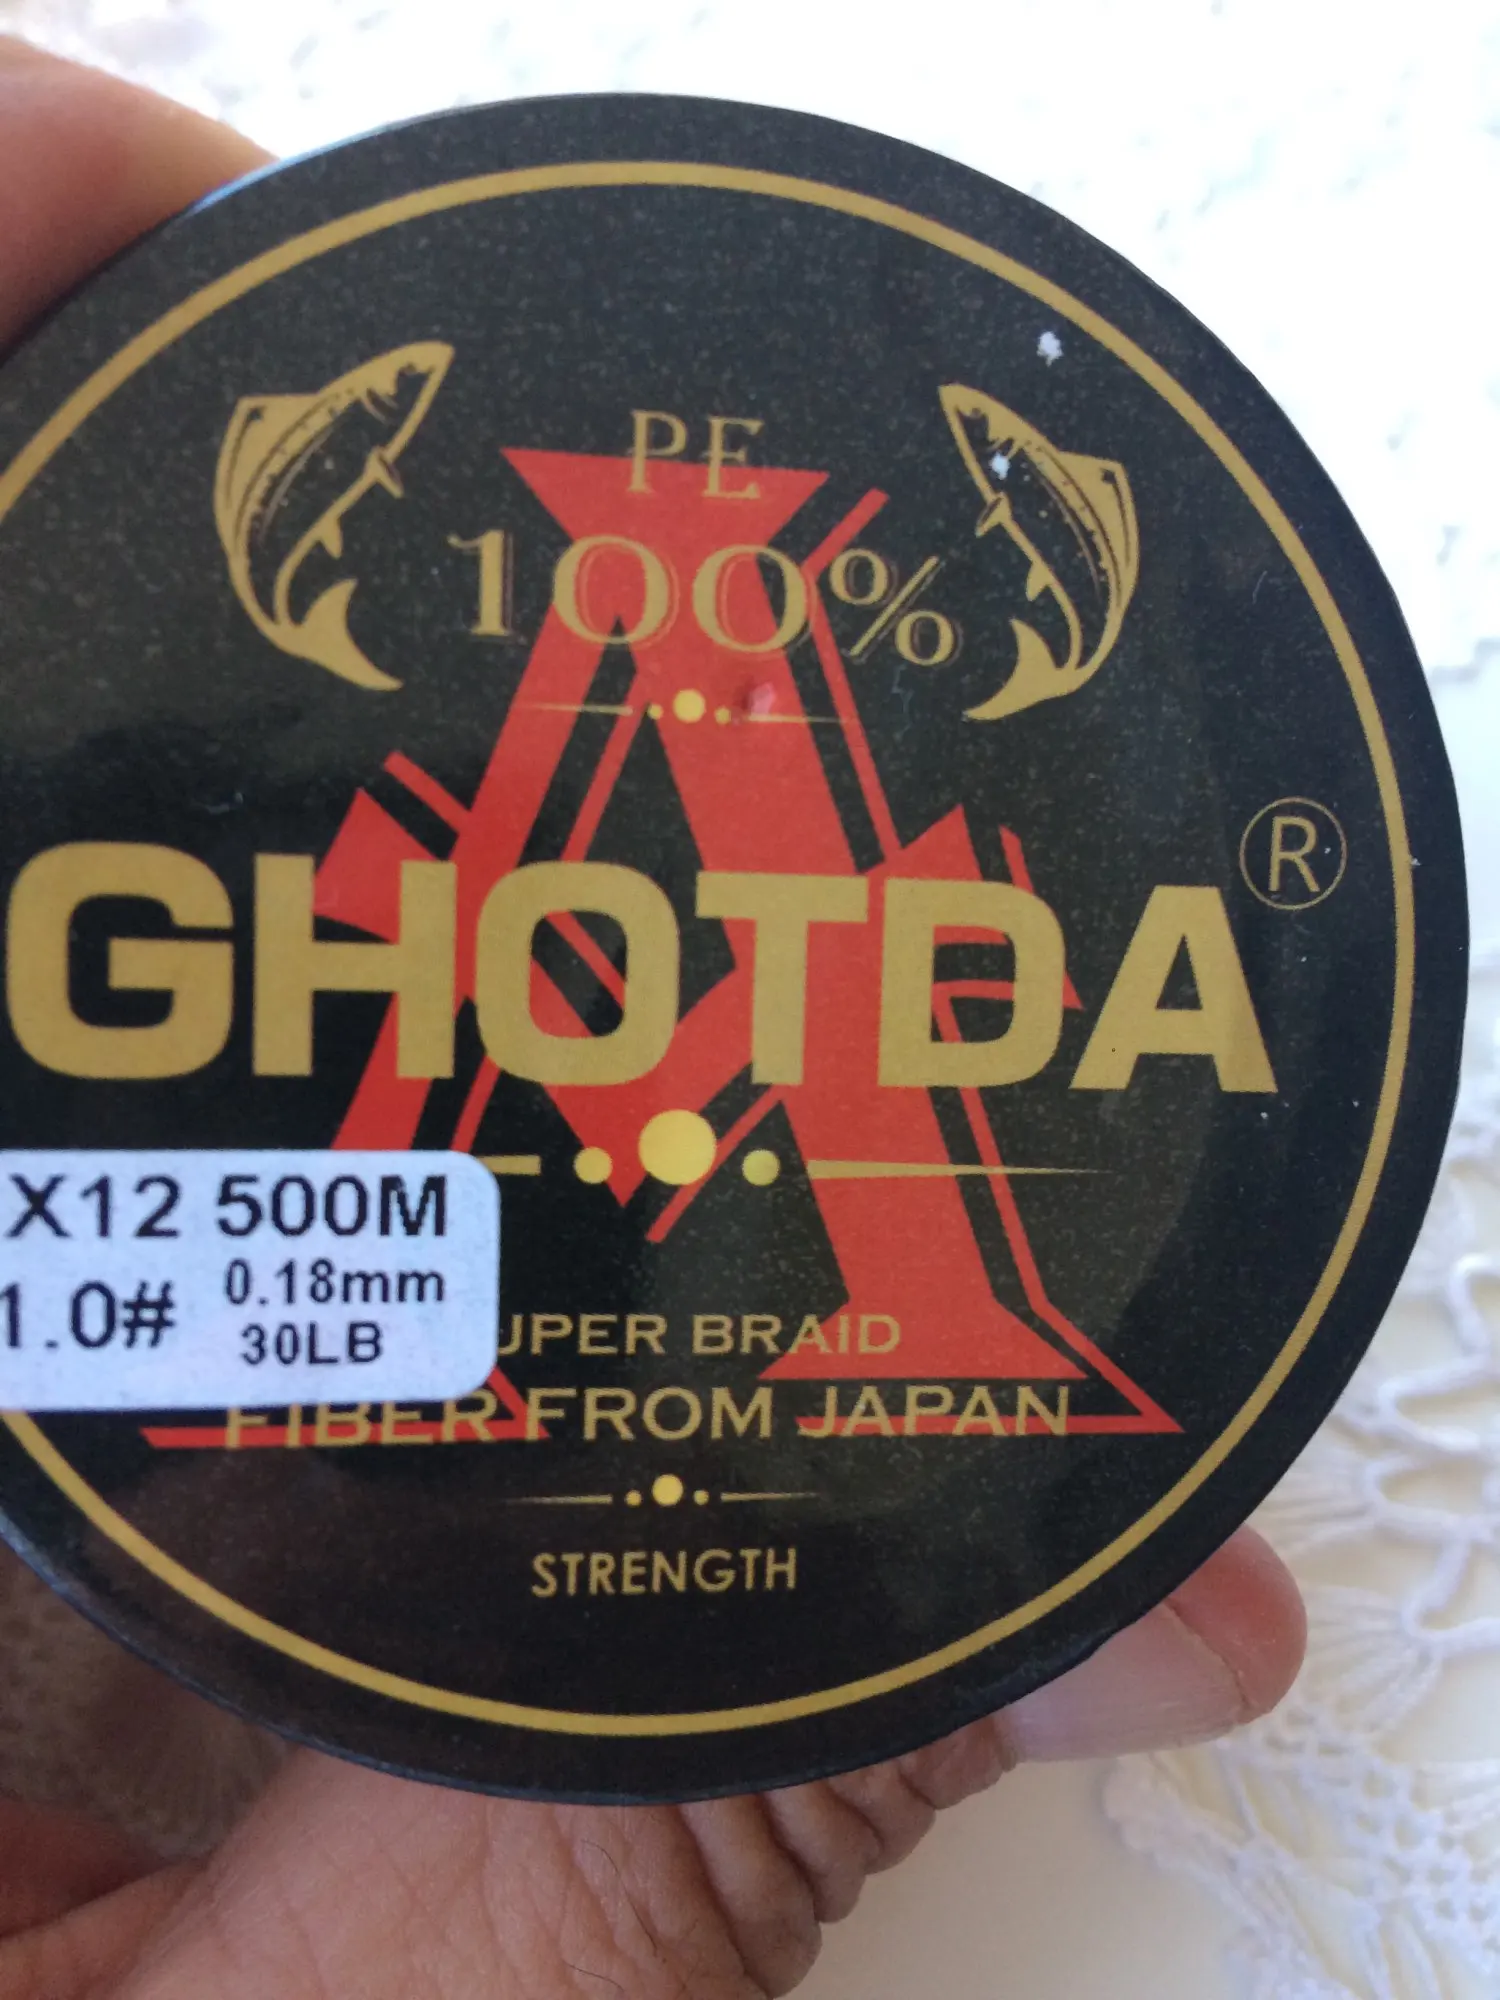 PE
100%
GHOTDA®
X12 500M
1.0# 0.18mm
30LB
UPER BRAID
FIBER FROM JAPAN
STRENGTH